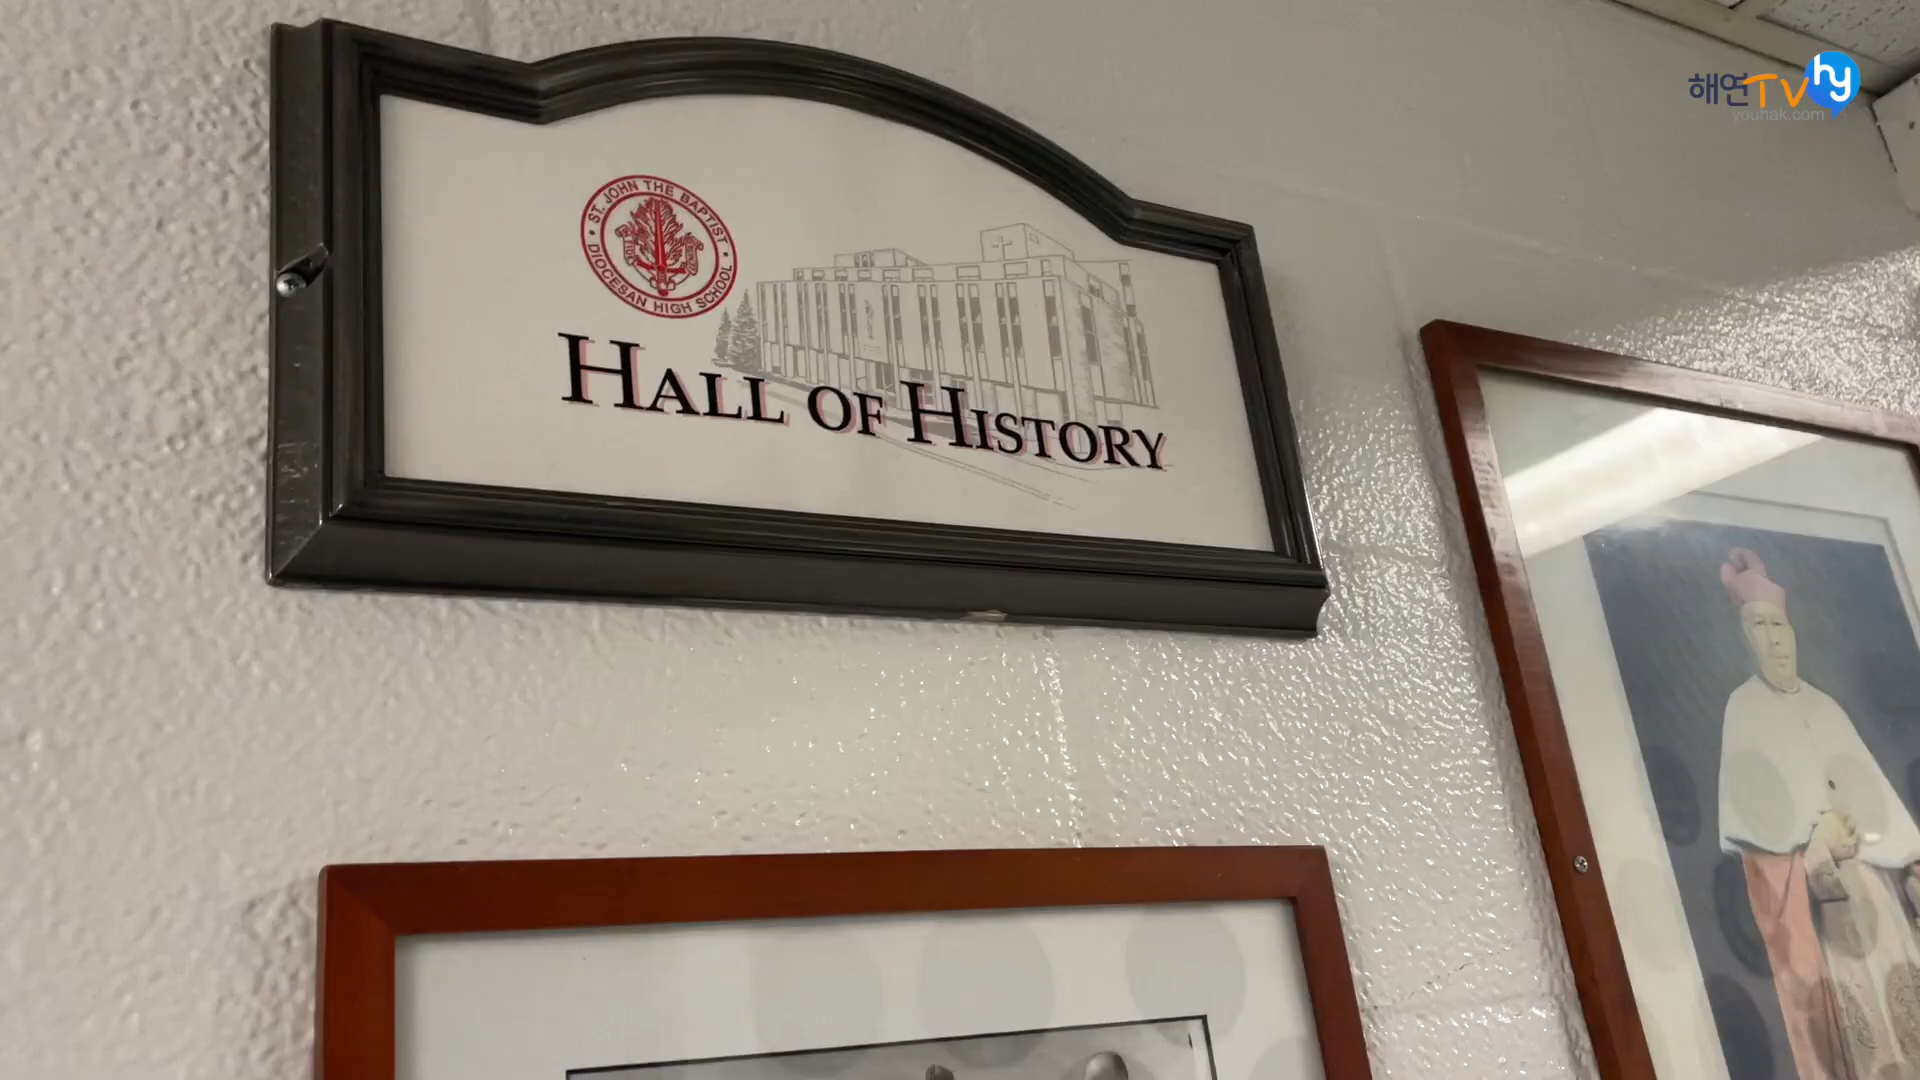 해연TV hy
youhak.com
ST. JOHN THE BAPTIST
DIOCESAN HIGH SCHOOL
HALL OF HISTORY